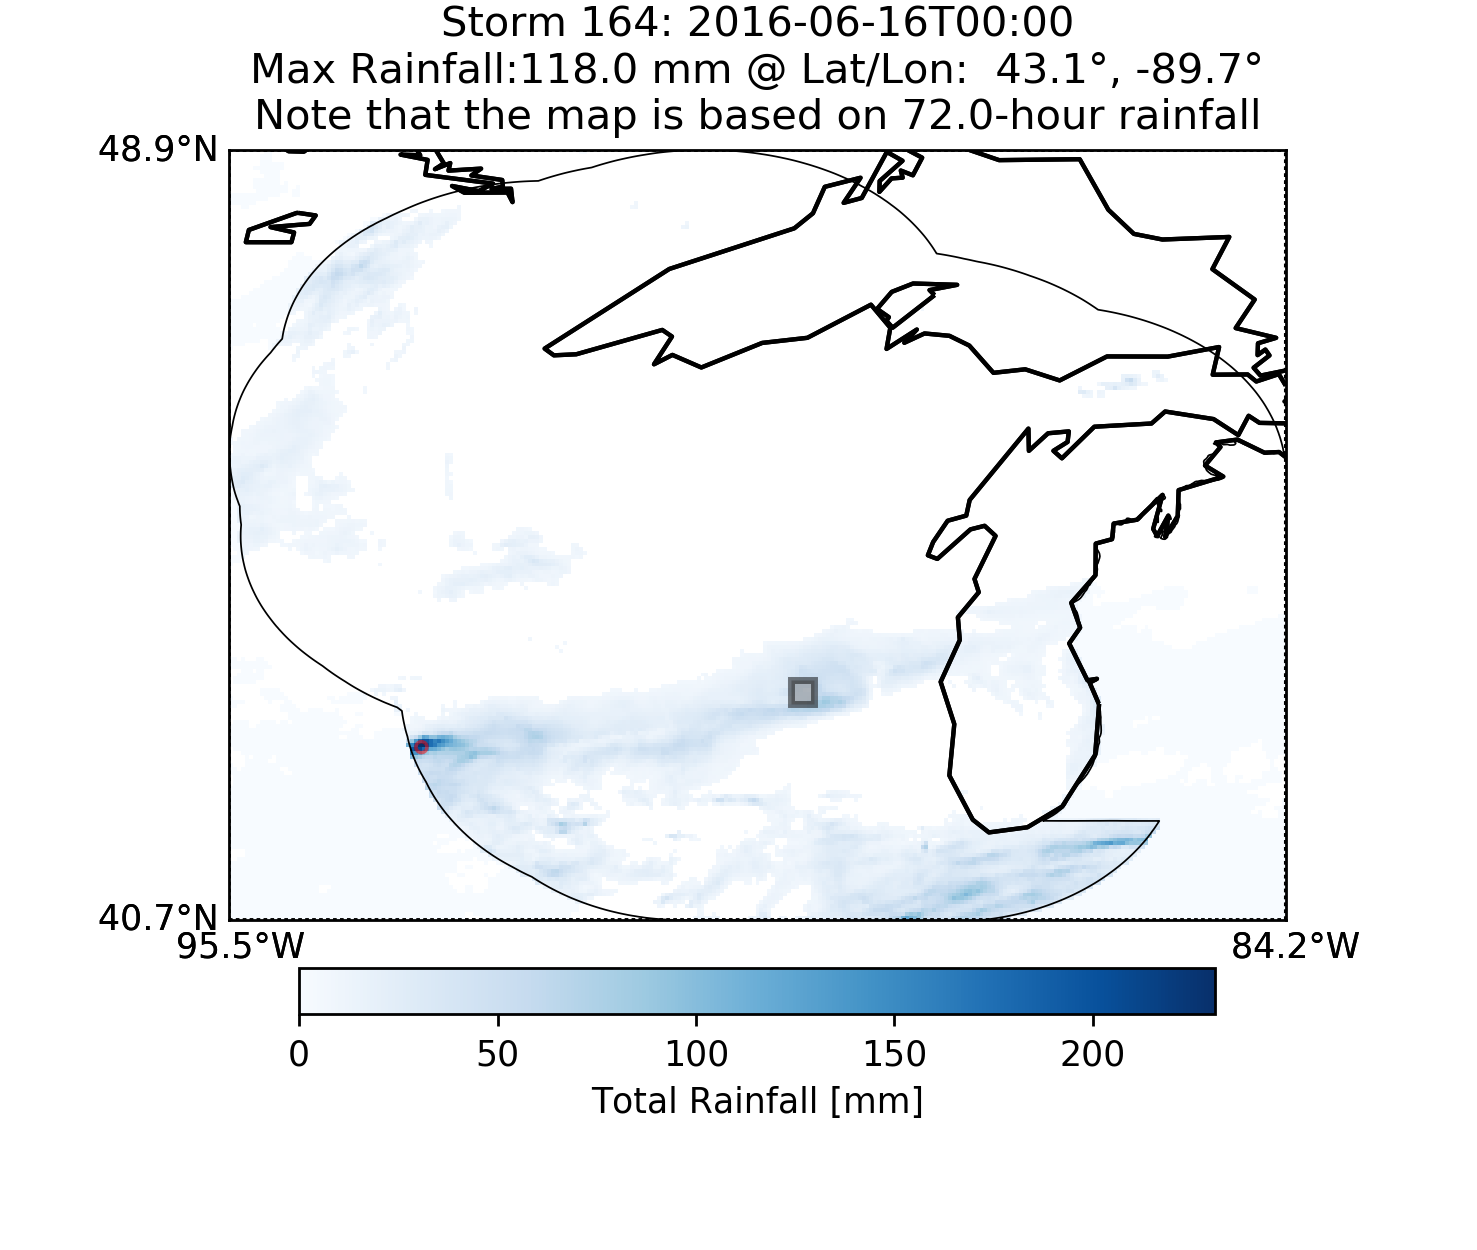 Storm 164: 2016-06-16T00:00
Max Rainfall:118.0 mm @ Lat/Lon:  43.1°, -89.7°
Note that the map is based on 72.0-hour rainfall
48.9°N
40.7°N
95.5°W 84.2°W
0 50 100 150 200
Total Rainfall [mm]